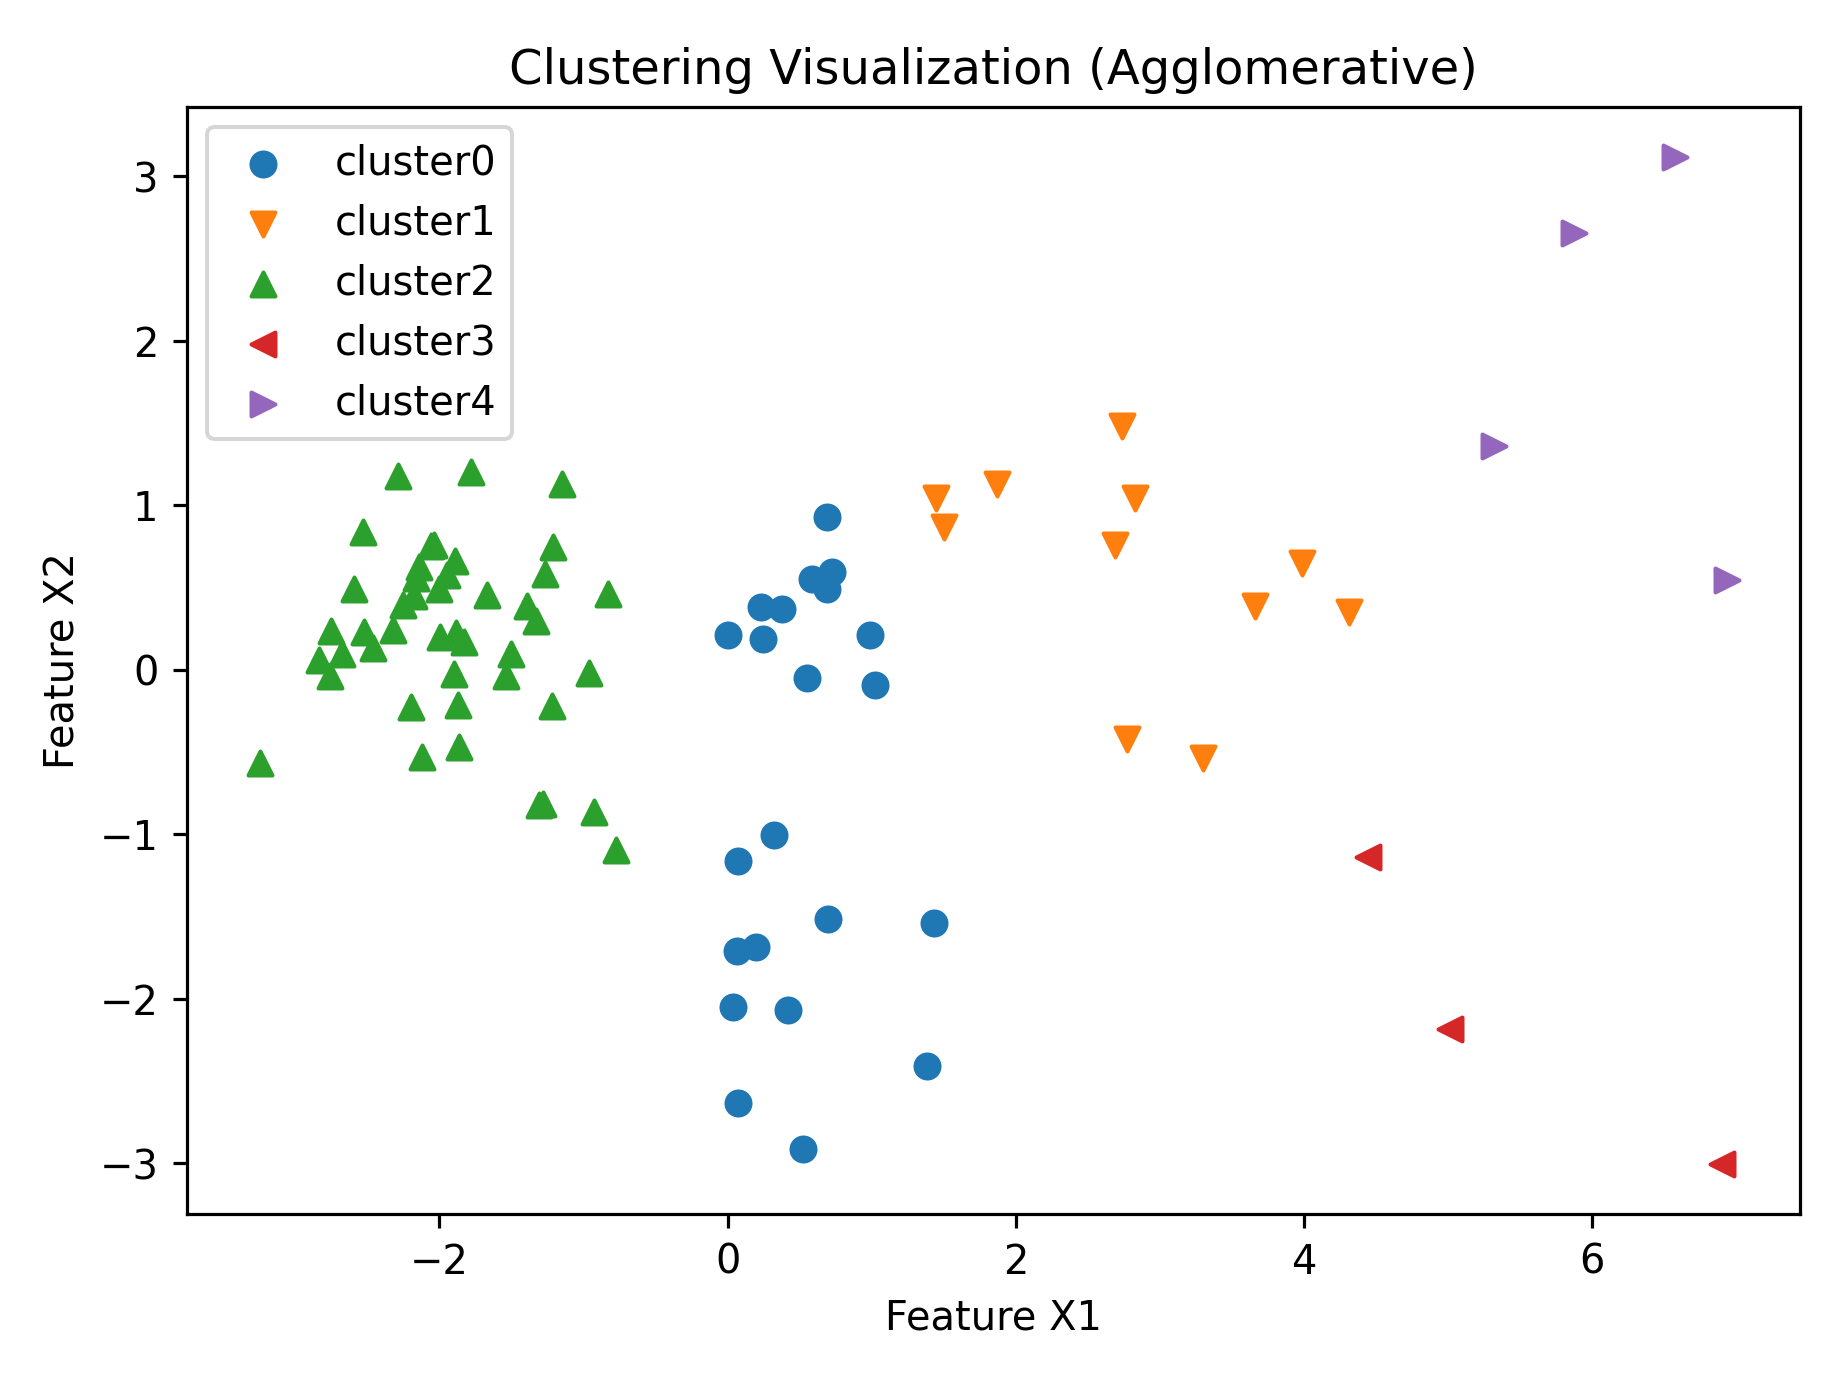 Clustering Visualization (Agglomerative)
cluster0
cluster1
cluster2
cluster3
cluster4
Feature X2
3
2
1
0
−1
−2
−3
−2 0 2 4 6
Feature X1